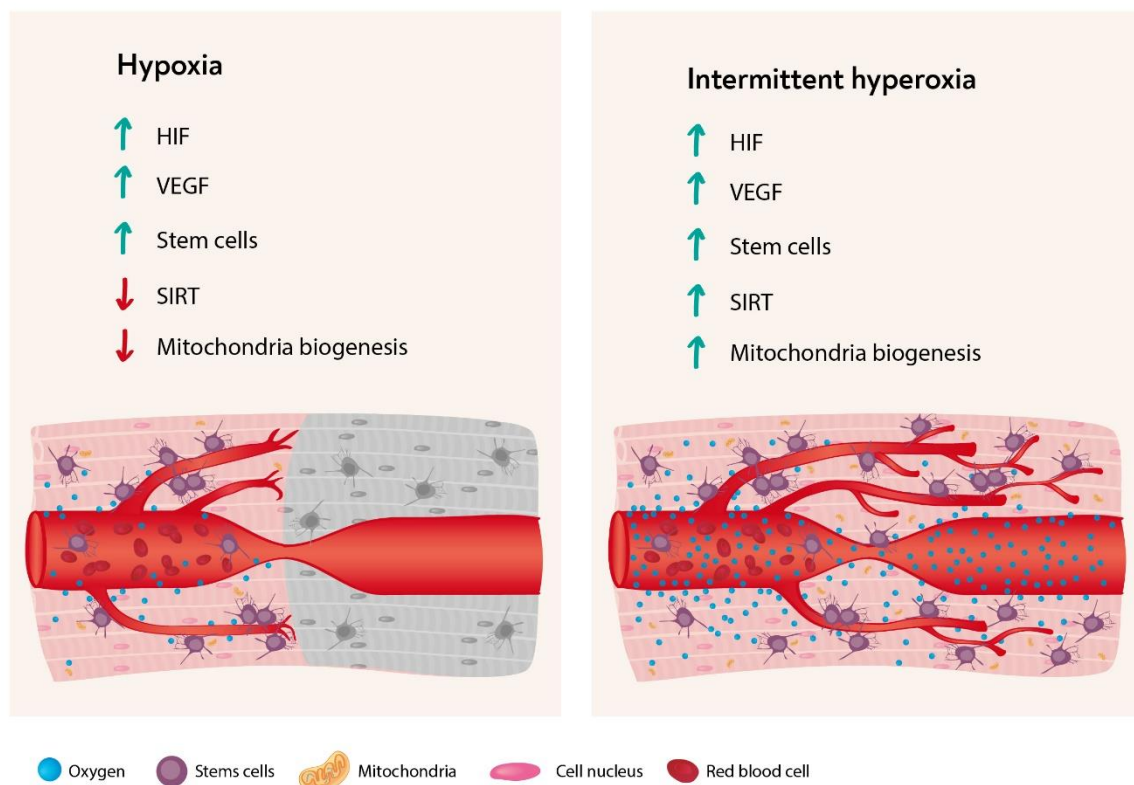 Hypoxia
↑ HIF
↑ VEGF
↑ Stem cells
↓ SIRT
↓ Mitochondria biogenesis
Intermittent hyperoxia
↑ HIF
↑ VEGF
↑ Stem cells
↑ SIRT
↑ Mitochondria biogenesis
Oxygen
Stems cells
Mitochondria
Cell nucleus
Red blood cell